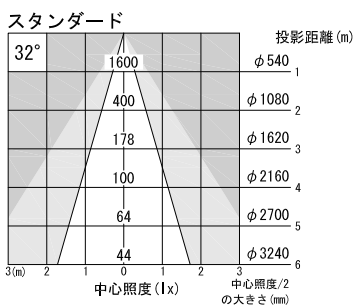 スタンダード
投影距離(m)
32°
1600 φ540
1
400 φ1080
2
178 φ1620
3
100 φ2160
4
64 φ2700
5
44 φ3240
6
3(m) 2 1 0 1 2 3
中心照度(lx)
中心照度/2
の大きさ(mm)